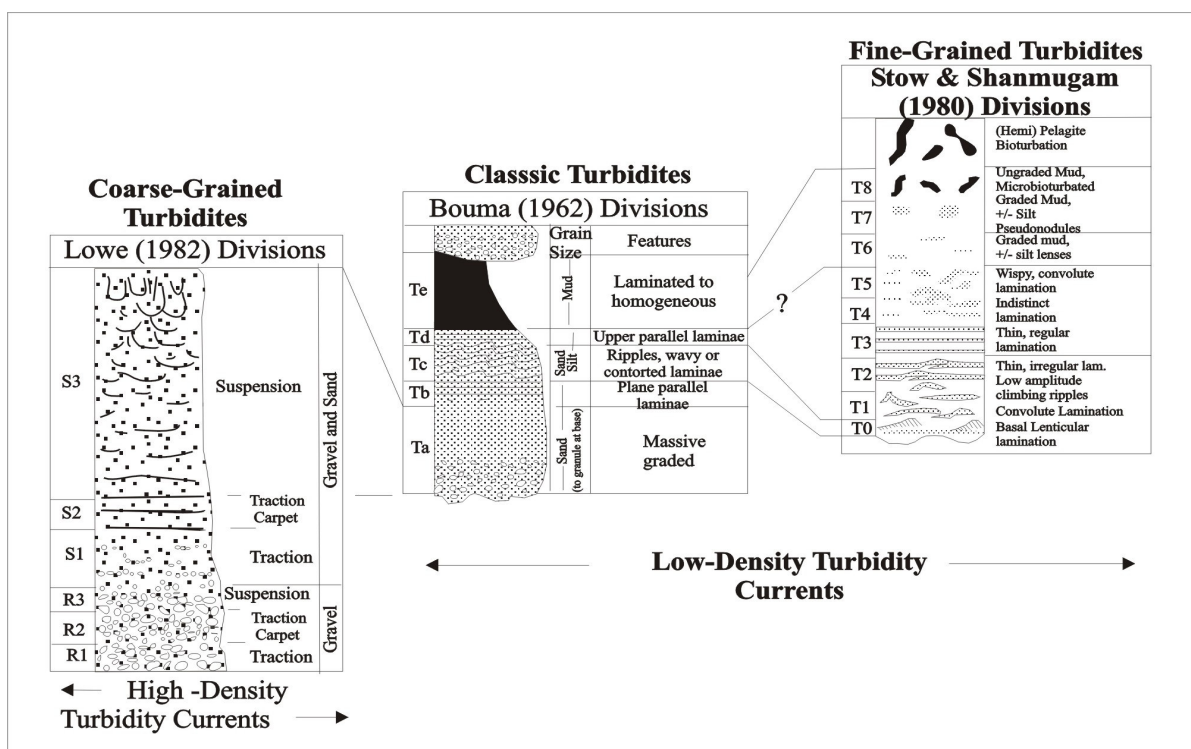 Coarse-Grained
Turbidites
Lowe (1982) Divisions
S3
S2
S1
R3
R2
R1
Suspension
Traction
Carpet
Traction
Suspension
Traction
Carpet
Traction
Gravel and Sand
Gravel
High -Density
Turbidity Currents
Classsic Turbidites
Bouma (1962) Divisions
Grain
Size
Features
Te
Mud
Laminated to
homogeneous
Td
Upper parallel laminae
Tc
Sand
Silt
Ripples, wavy or
contorted laminae
Tb
Plane parallel
laminae
Ta
Sand
(to granule at base)
Massive
graded
?
Low-Density Turbidity
Currents
Fine-Grained Turbidites
Stow & Shanmugam
(1980) Divisions
(Hemi) Pelagite
Bioturbation
T8
Ungraded Mud,
Microbioturbated
T7
Graded Mud,
+/- Silt
Pseudonodules
T6
Graded mud,
+/- silt lenses
T5
Wispy, convolute
lamination
T4
Indistinct
lamination
T3
Thin, regular
lamination
T2
Thin, irregular lam.
Low amplitude
climbing ripples
T1
Convolute Lamination
T0
Basal Lenticular
lamination